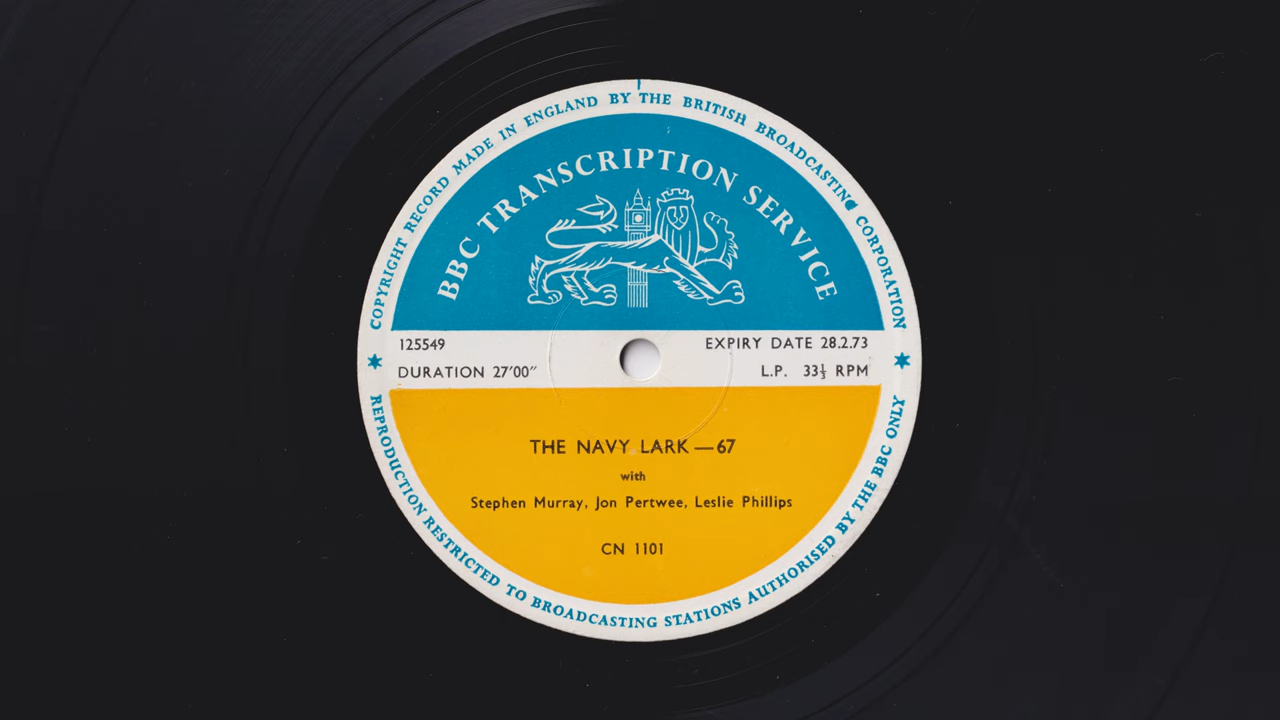 COPYRIGHT RECORD MADE IN ENGLAND BY THE BRITISH BROADCASTING CORPORATION
BBC TRANSCRIPTION SERVICE
125549
EXPIRY DATE 28.2.73
DURATION 27′00″
L.P. 33⅓ RPM
THE NAVY LARK — 67
with
Stephen Murray, Jon Pertwee, Leslie Phillips
CN 1101
REPRODUCTION RESTRICTED TO BROADCASTING STATIONS AUTHORISED BY THE BBC ONLY